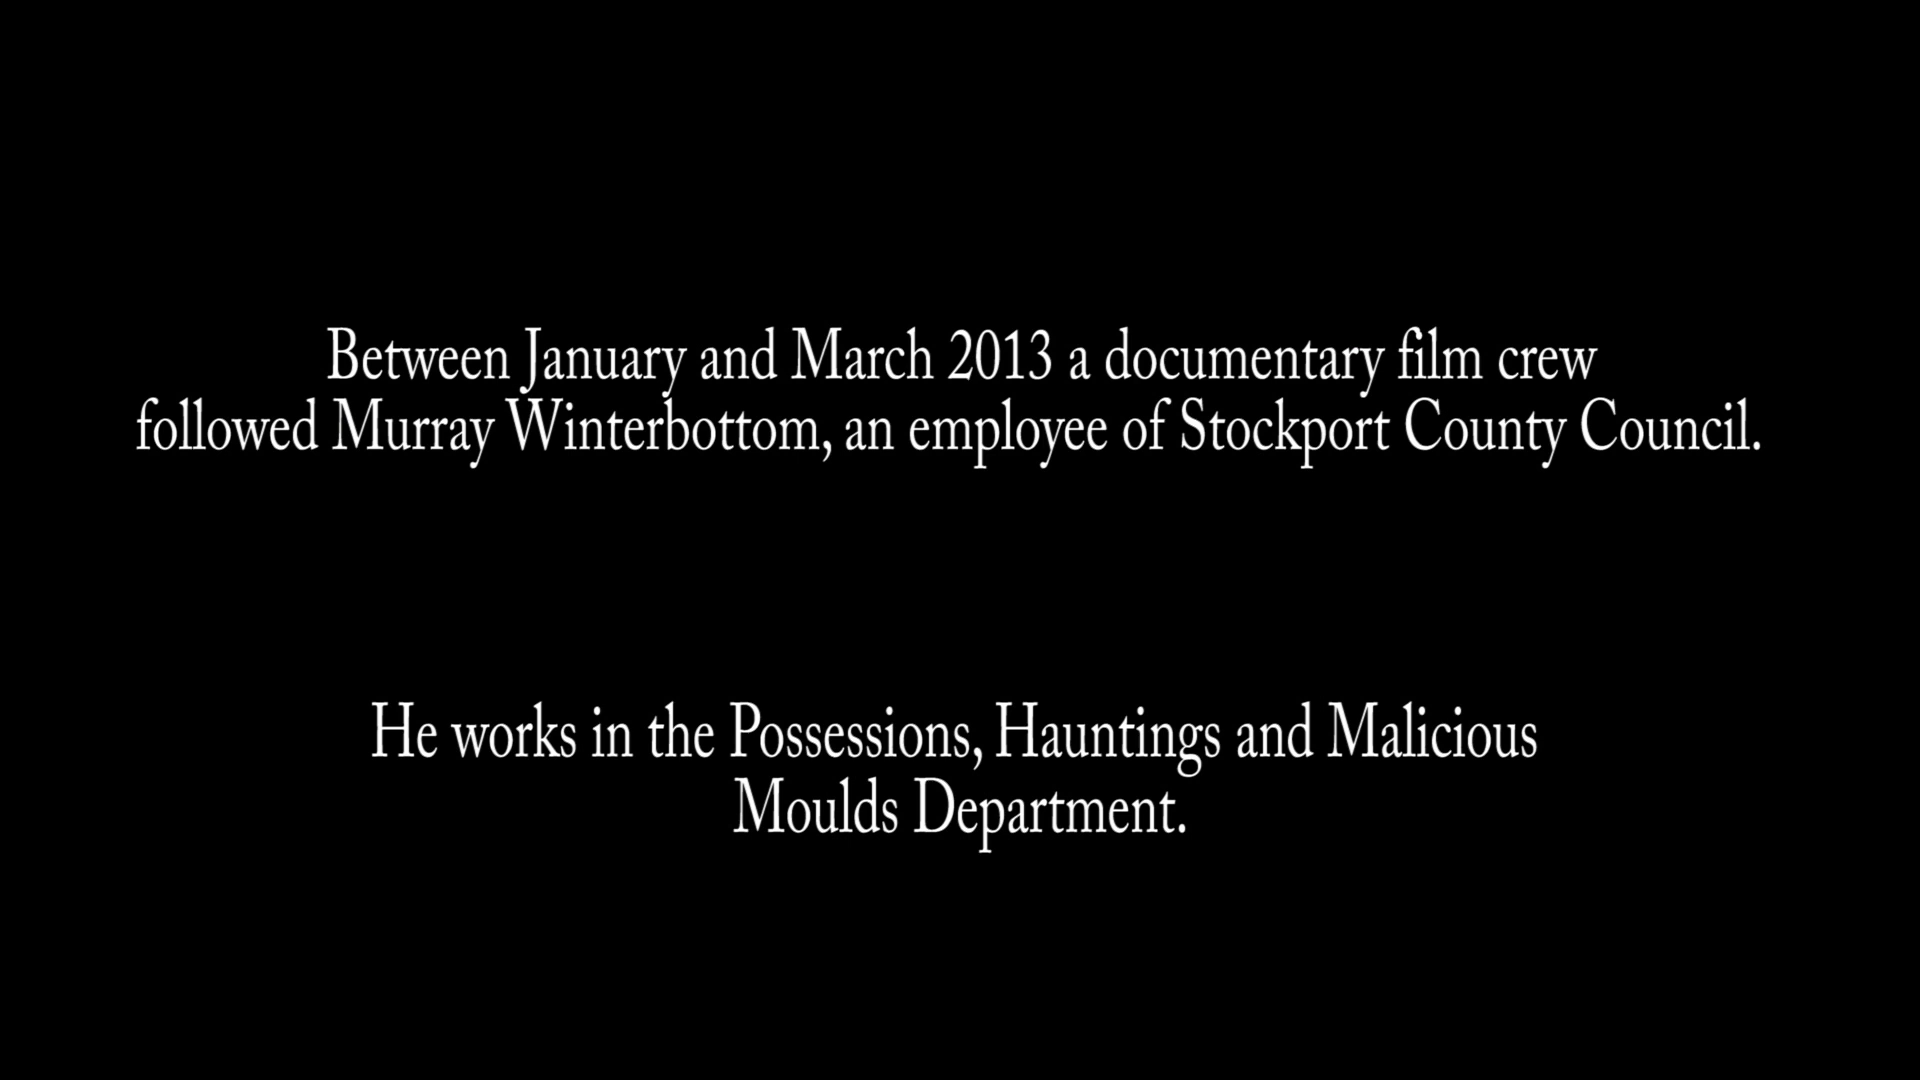 Between January and March 2013 a documentary film crew
followed Murray Winterbottom, an employee of Stockport County Council.
He works in the Possessions, Hauntings and Malicious
Moulds Department.